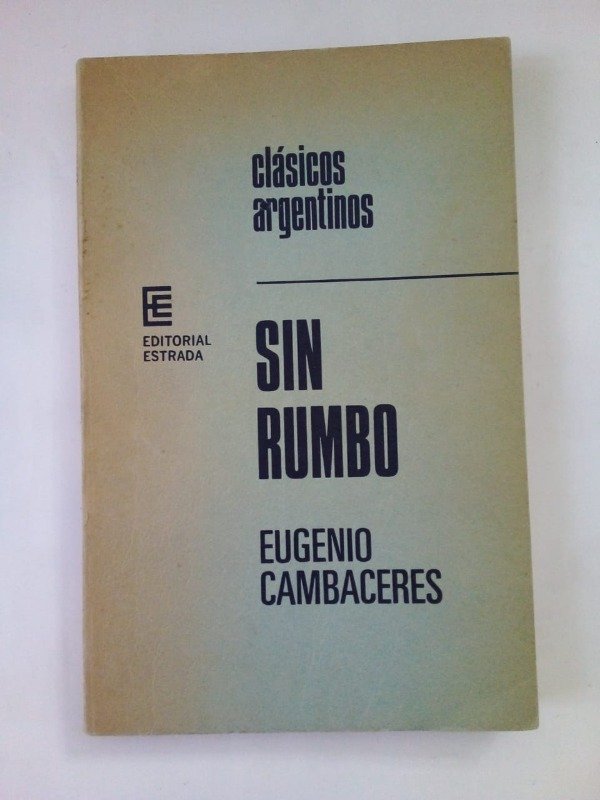 clásicos
argentinos
EDITORIAL
ESTRADA
SIN
RUMBO
EUGENIO
CAMBACERES